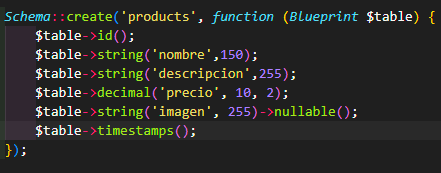 Schema::create('products', function (Blueprint $table) {
    $table->id();
    $table->string('nombre',150);
    $table->string('descripcion',255);
    $table->decimal('precio', 10, 2);
    $table->string('imagen', 255)->nullable();
    $table->timestamps();
});